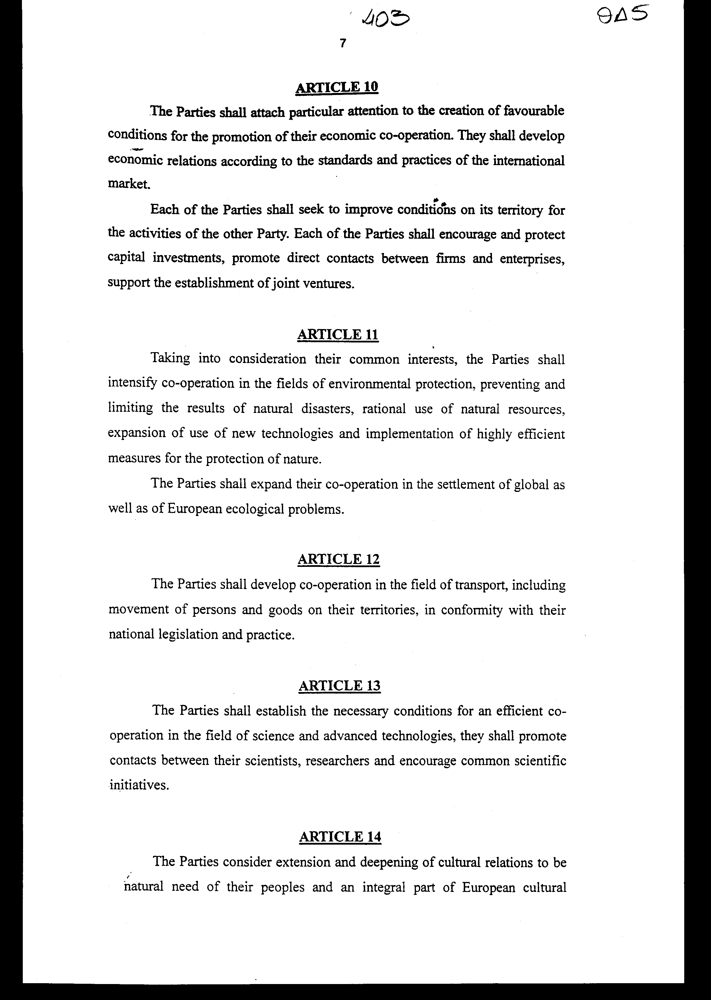 403
7
ARTICLE 10
The Parties shall attach particular attention to the creation of favourable
conditions for the promotion of their economic co-operation. They shall develop
economic relations according to the standards and practices of the international
market.
Each of the Parties shall seek to improve conditions on its territory for
the activities of the other Party. Each of the Parties shall encourage and protect
capital investments, promote direct contacts between firms and enterprises,
support the establishment of joint ventures.
ARTICLE 11
Taking into consideration their common interests, the Parties shall
intensify co-operation in the fields of environmental protection, preventing and
limiting the results of natural disasters, rational use of natural resources,
expansion of use of new technologies and implementation of highly efficient
measures for the protection of nature.
The Parties shall expand their co-operation in the settlement of global as
well as of European ecological problems.
ARTICLE 12
The Parties shall develop co-operation in the field of transport, including
movement of persons and goods on their territories, in conformity with their
national legislation and practice.
ARTICLE 13
The Parties shall establish the necessary conditions for an efficient co-
operation in the field of science and advanced technologies, they shall promote
contacts between their scientists, researchers and encourage common scientific
initiatives.
ARTICLE 14
The Parties consider extension and deepening of cultural relations to be
natural need of their peoples and an integral part of European cultural